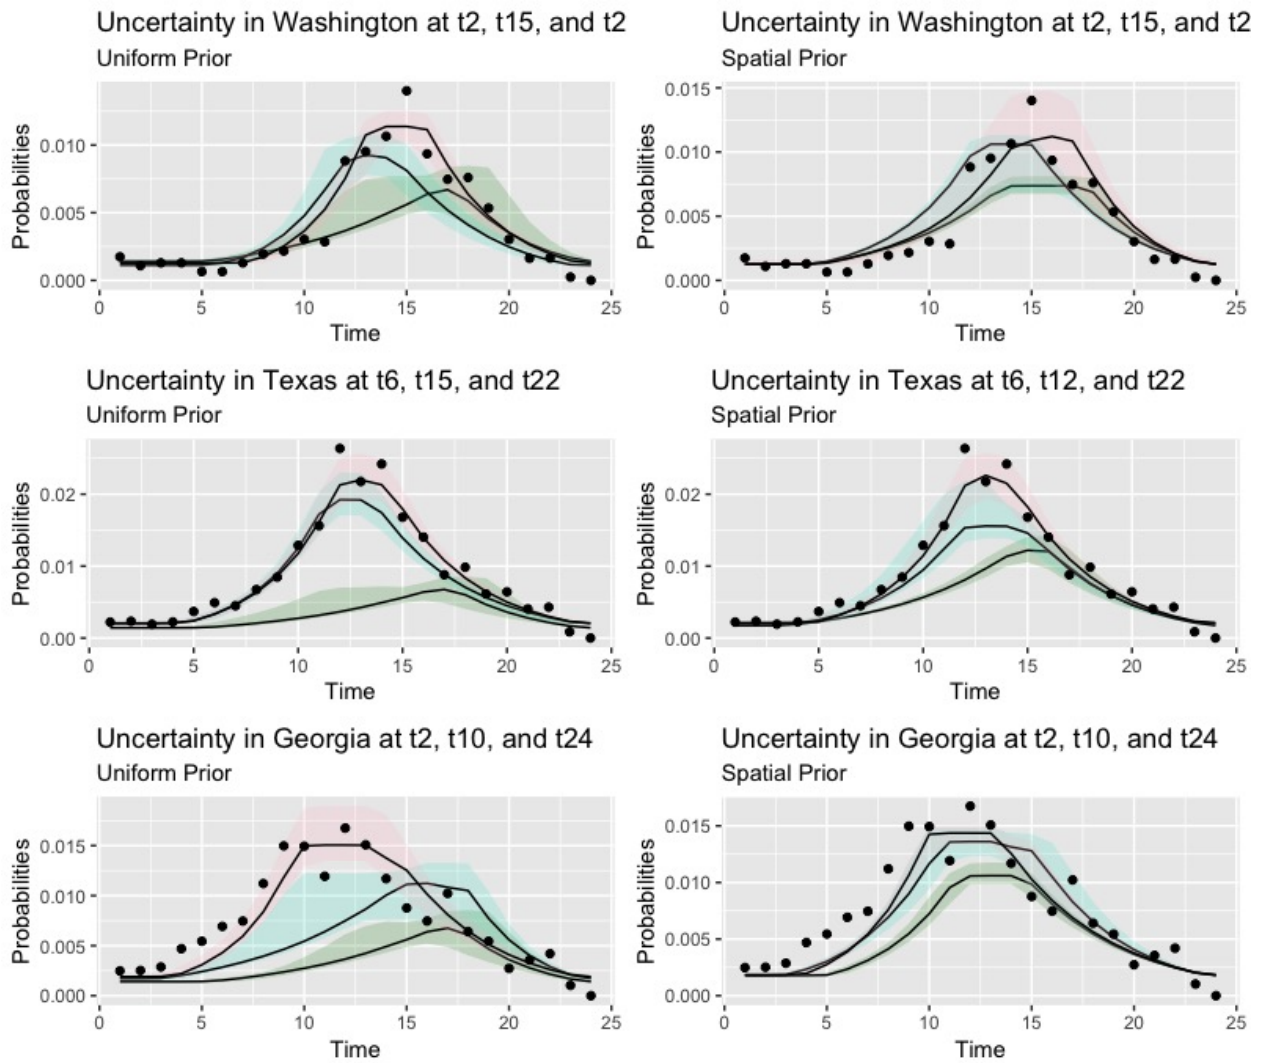 Uncertainty in Washington at t2, t15, and t2
Uniform Prior
0.010
0.005
0.000
Probabilities
0 5 10 15 20 25
Time
Uncertainty in Washington at t2, t15, and t2
Spatial Prior
0.015
0.010
0.005
0.000
Probabilities
0 5 10 15 20 25
Time
Uncertainty in Texas at t6, t15, and t22
Uniform Prior
0.02
0.01
0.00
Probabilities
0 5 10 15 20 25
Time
Uncertainty in Texas at t6, t12, and t22
Spatial Prior
0.02
0.01
0.00
Probabilities
0 5 10 15 20 25
Time
Uncertainty in Georgia at t2, t10, and t24
Uniform Prior
0.015
0.010
0.005
0.000
Probabilities
0 5 10 15 20 25
Time
Uncertainty in Georgia at t2, t10, and t24
Spatial Prior
0.015
0.010
0.005
0.000
Probabilities
0 5 10 15 20 25
Time